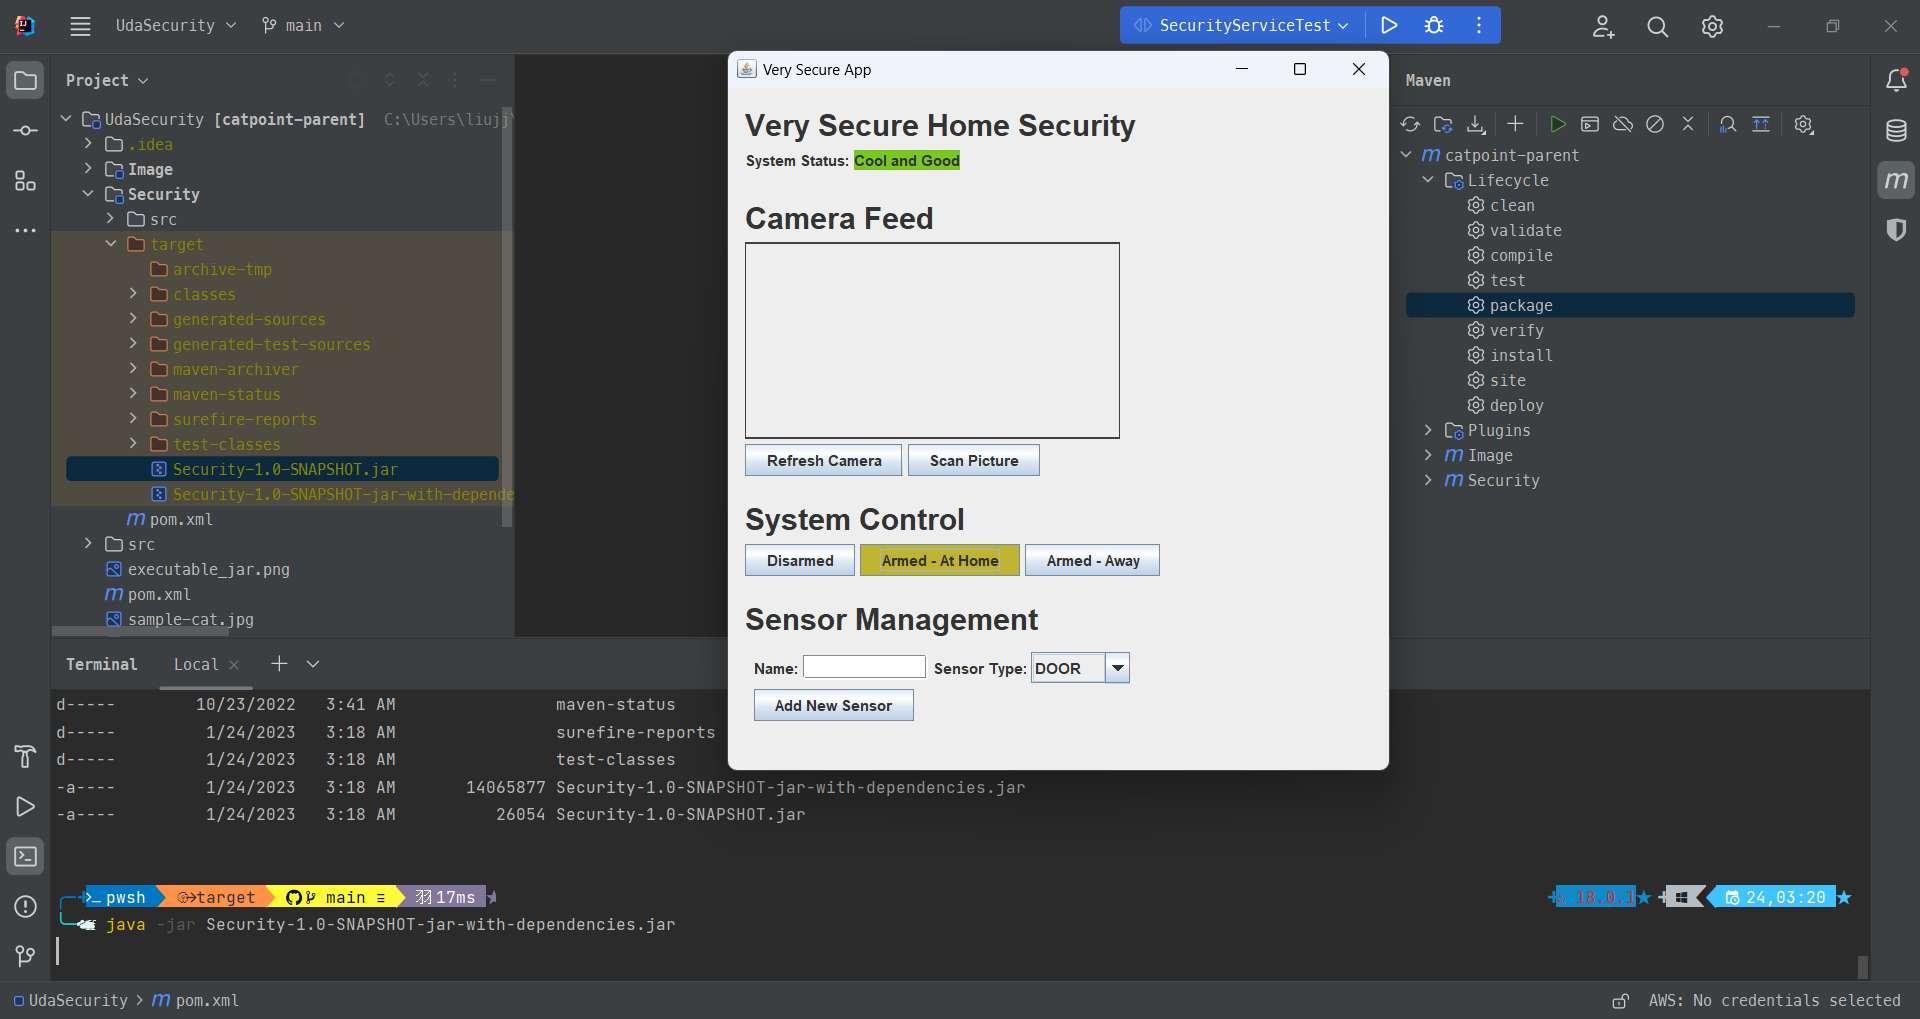 UdaSecurity
main
SecurityServiceTest
Project
UdaSecurity [catpoint-parent] C:\Users\liujj\
.idea
Image
Security
src
target
archive-tmp
classes
generated-sources
generated-test-sources
maven-archiver
maven-status
surefire-reports
test-classes
Security-1.0-SNAPSHOT.jar
Security-1.0-SNAPSHOT-jar-with-depende
pom.xml
src
executable_jar.png
pom.xml
sample-cat.jpg
Very Secure App
Very Secure Home Security
System Status: Cool and Good
Camera Feed
Refresh Camera Scan Picture
System Control
Disarmed Armed - At Home Armed - Away
Sensor Management
Name: Sensor Type: DOOR
Add New Sensor
Maven
catpoint-parent
Lifecycle
clean
validate
compile
test
package
verify
install
site
deploy
Plugins
Image
Security
Terminal Local
d----- 10/23/2022 3:41 AM maven-status
d----- 1/24/2023 3:18 AM surefire-reports
d----- 1/24/2023 3:18 AM test-classes
-a---- 1/24/2023 3:18 AM 14065877 Security-1.0-SNAPSHOT-jar-with-dependencies.jar
-a---- 1/24/2023 3:18 AM 26054 Security-1.0-SNAPSHOT.jar
pwsh target main ≡ 17ms 18.0.1 24,03:20
java -jar Security-1.0-SNAPSHOT-jar-with-dependencies.jar
UdaSecurity > pom.xml
AWS: No credentials selected